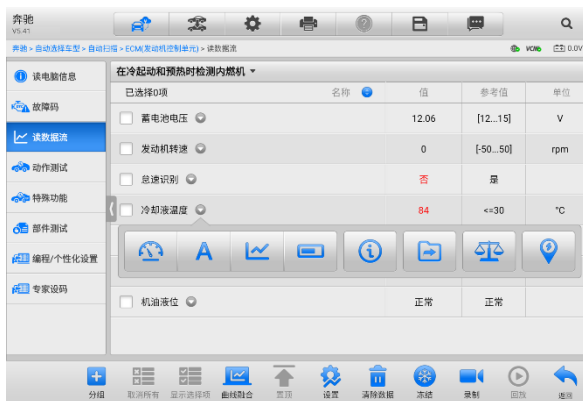 奔驰
V5.41
奔驰 > 自动选择车型 > 自动扫描 > ECM(发动机控制单元) > 读数据流
VCMI
0.0V
读电脑信息
故障码
读数据流
动作测试
特殊功能
部件测试
编程/个性化设置
专家设码
在冷起动和预热时检测内燃机
已选择0项 名称 值 参考值 单位
蓄电池电压 12.06 [12...15] V
发动机转速 0 [-50...50] rpm
怠速识别 否 是
冷却液温度 84 <=30 °C
A
机油液位 正常 正常
分组 取消所有 显示选择项 曲线融合 置顶 设置 清除数据 冻结 录制 回放 返回